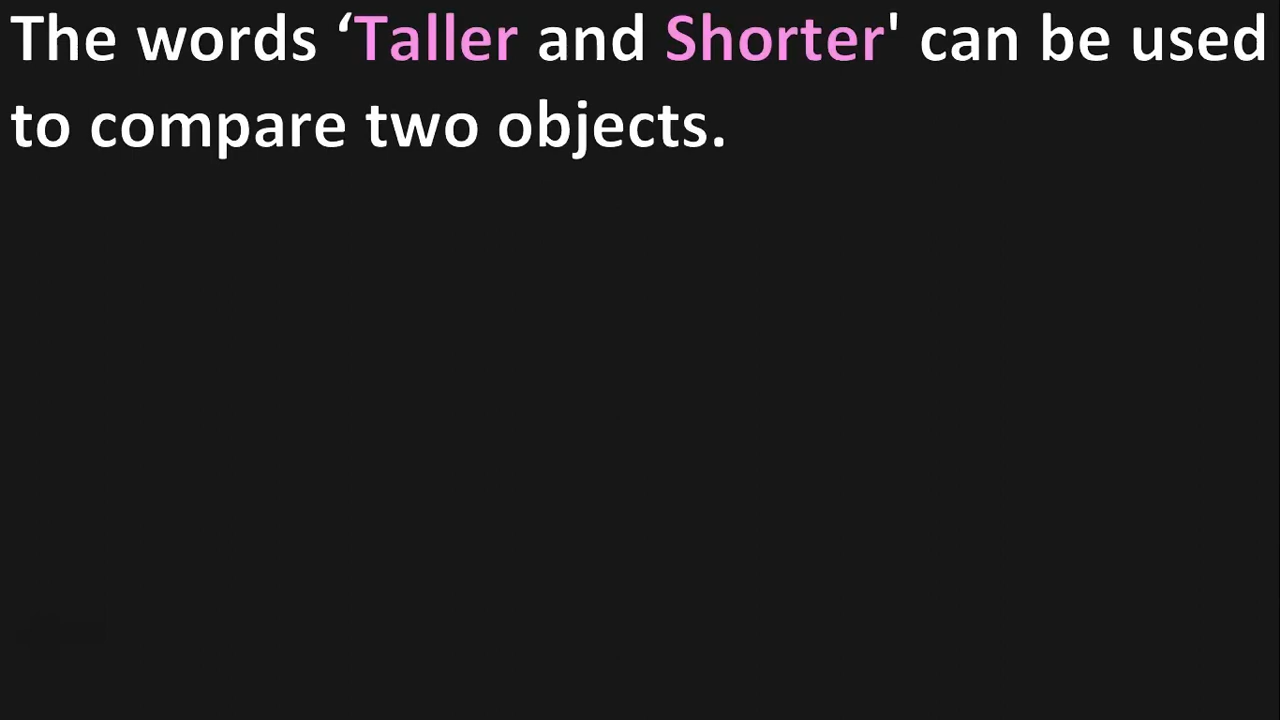 The words ‘Taller and Shorter' can be used
to compare two objects.